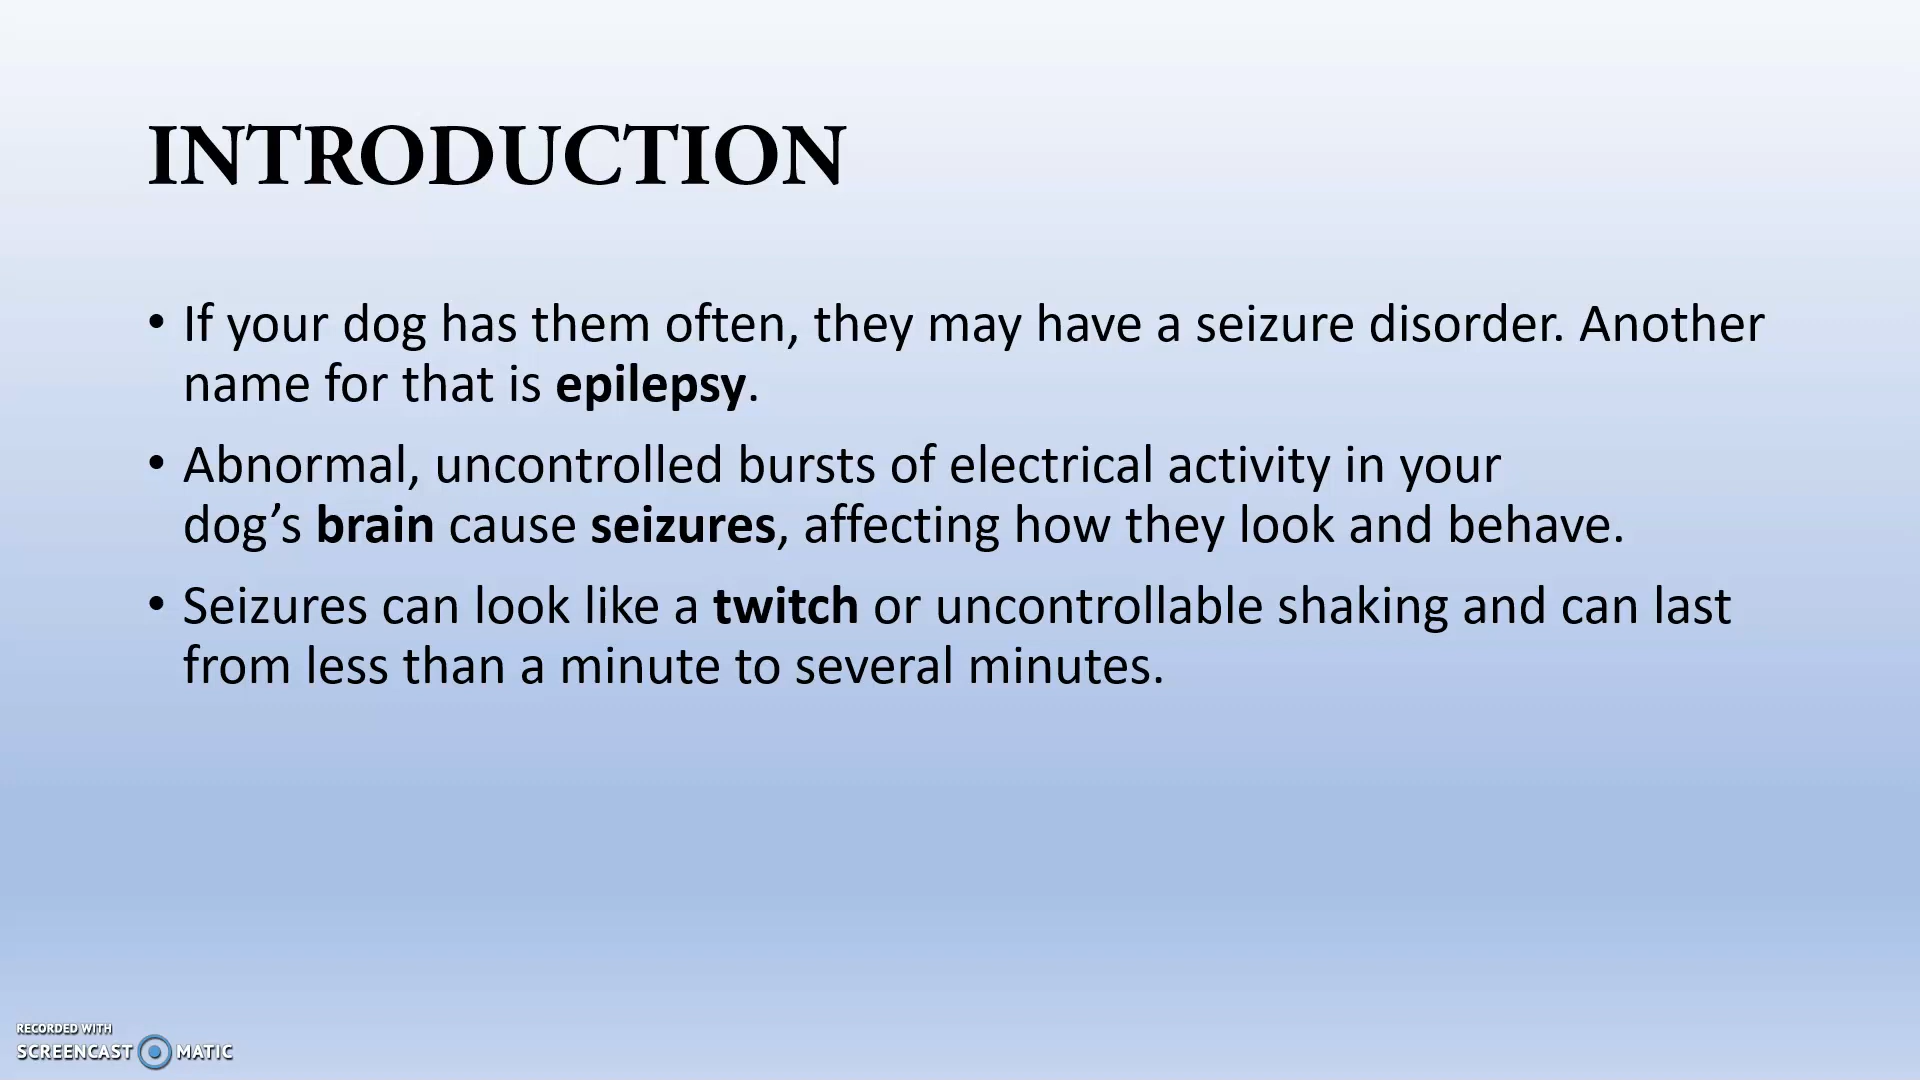 INTRODUCTION
• If your dog has them often, they may have a seizure disorder. Another
name for that is epilepsy.
• Abnormal, uncontrolled bursts of electrical activity in your
dog’s brain cause seizures, affecting how they look and behave.
• Seizures can look like a twitch or uncontrollable shaking and can last
from less than a minute to several minutes.
RECORDED WITH
SCREENCAST MATIC